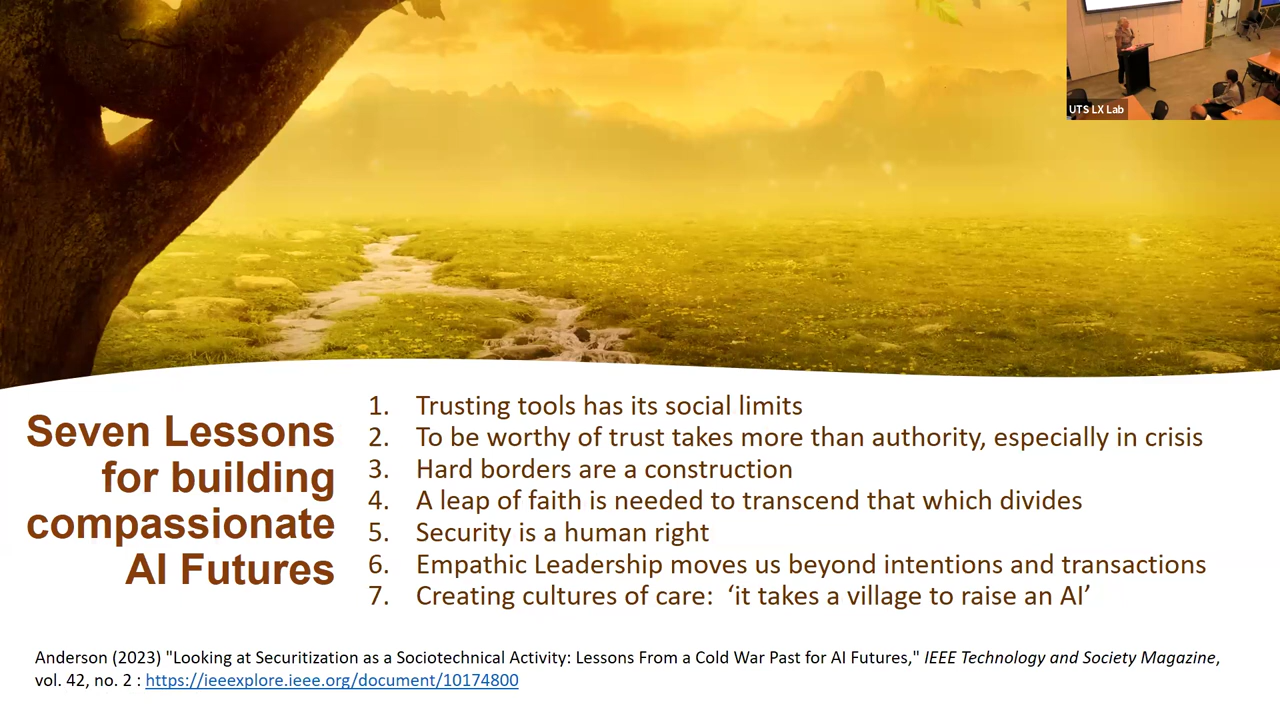 UTS LX Lab
Seven Lessons
for building
compassionate
AI Futures
1. Trusting tools has its social limits
2. To be worthy of trust takes more than authority, especially in crisis
3. Hard borders are a construction
4. A leap of faith is needed to transcend that which divides
5. Security is a human right
6. Empathic Leadership moves us beyond intentions and transactions
7. Creating cultures of care:  ‘it takes a village to raise an AI’
Anderson (2023) "Looking at Securitization as a Sociotechnical Activity: Lessons From a Cold War Past for AI Futures," IEEE Technology and Society Magazine,
vol. 42, no. 2 : https://ieeexplore.ieee.org/document/10174800